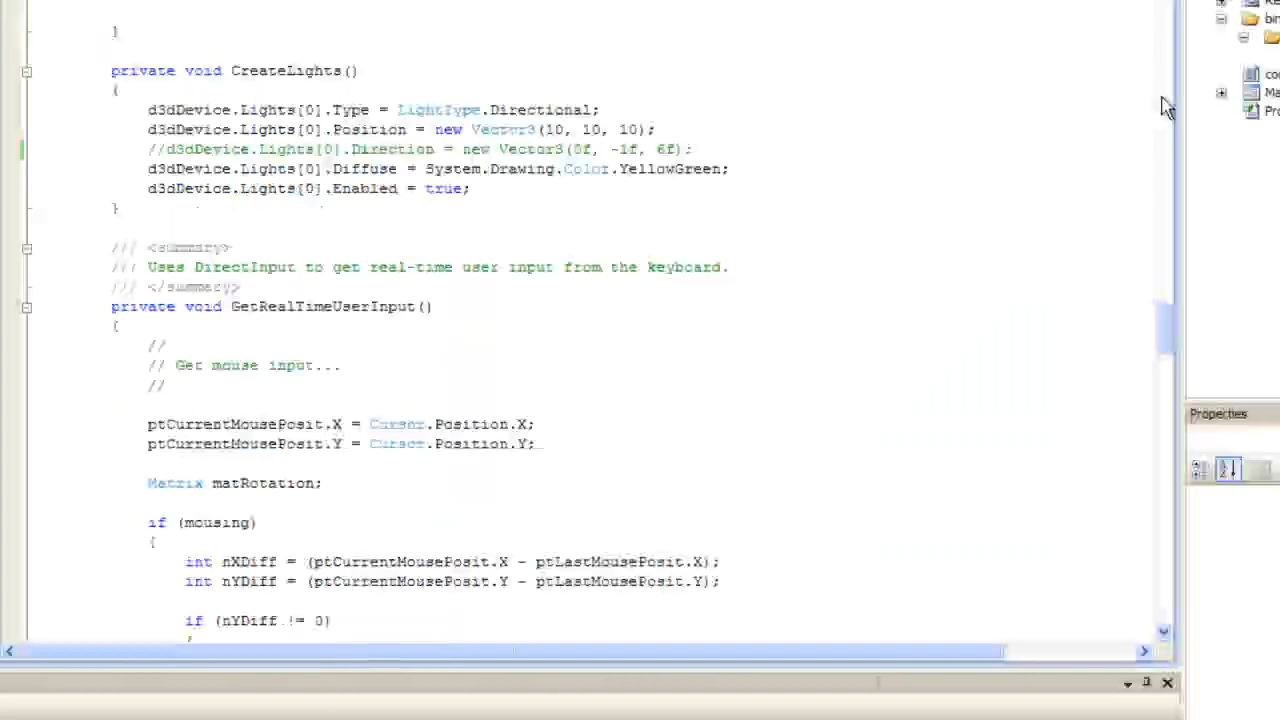 }
private void CreateLights()
{
d3dDevice.Lights[0].Type = LightType.Directional;
d3dDevice.Lights[0].Position = new Vector3(10, 10, 10);
//d3dDevice.Lights[0].Direction = new Vector3(0f, -1f, 6f);
d3dDevice.Lights[0].Diffuse = System.Drawing.Color.YellowGreen;
d3dDevice.Lights[0].Enabled = true;
}
/// <summary>
/// Uses DirectInput to get real-time user input from the keyboard.
/// </summary>
private void GetRealTimeUserInput()
{
//
// Get mouse input...
//
ptCurrentMousePosit.X = Cursor.Position.X;
ptCurrentMousePosit.Y = Cursor.Position.Y;
Matrix matRotation;
if (mousing)
{
int nXDiff = (ptCurrentMousePosit.X - ptLastMousePosit.X);
int nYDiff = (ptCurrentMousePosit.Y - ptLastMousePosit.Y);
if (nYDiff != 0)
bin
Properties